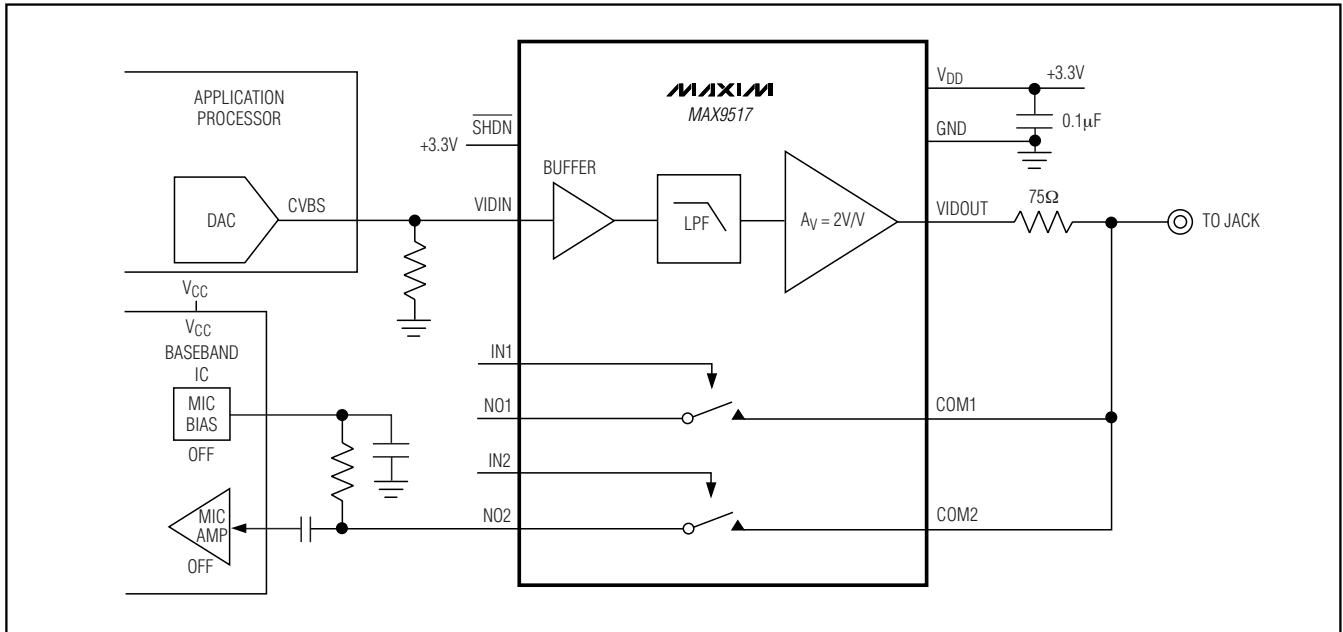 APPLICATION
PROCESSOR
DAC
CVBS
VCC
VCC
BASEBAND
IC
MIC
BIAS
OFF
MIC
AMP
OFF
MAXIM
MAX9517
SHDN
+3.3V
BUFFER
VIDIN
LPF
AV = 2V/V
IN1
NO1
IN2
NO2
VDD
+3.3V
0.1µF
GND
75Ω
VIDOUT
TO JACK
COM1
COM2